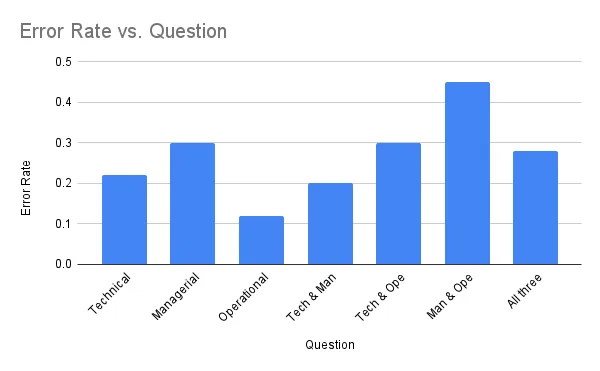 Error Rate vs. Question
0.5
0.4
0.3
0.2
0.1
0.0
Error Rate
Technical
Managerial
Operational
Tech & Man
Tech & Ope
Man & Ope
All three
Question